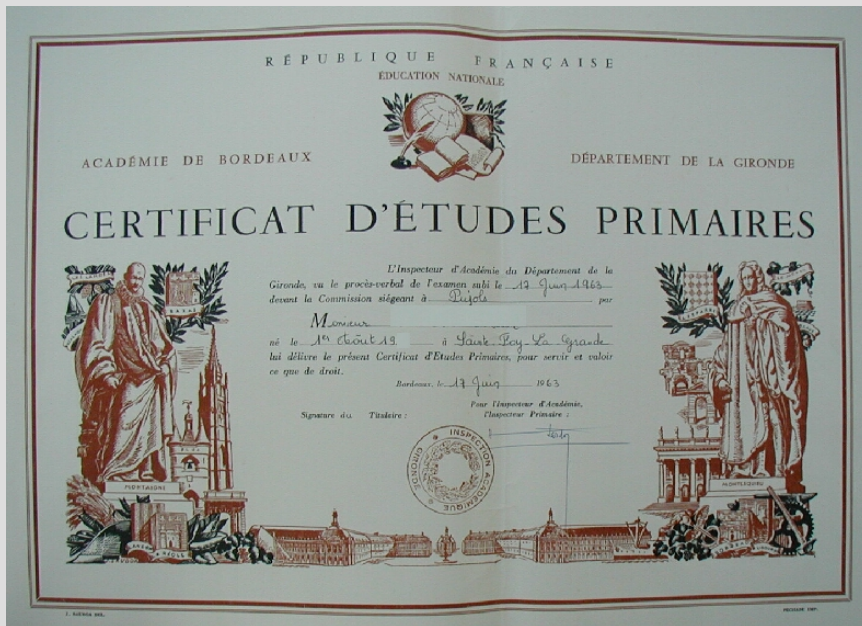 RÉPUBLIQUE FRANÇAISE
ÉDUCATION NATIONALE
ACADÉMIE DE BORDEAUX
DÉPARTEMENT DE LA GIRONDE
CERTIFICAT D'ÉTUDES PRIMAIRES
L'Inspecteur d'Académie du Département de la
Gironde, vu le procès-verbal de l'examen subi le 17 Juin 1963
devant la Commission siégeant à Pujols par
Monsieur
né le 1er Août 19 à Sainte-Foy-La Grande
lui délivre le présent Certificat d'Etudes Primaires, pour servir et valoir
ce que de droit.
Bordeaux, le 17 Juin 1963
Pour l'Inspecteur d'Académie,
Signature du Titulaire : l'Inspecteur Primaire :
INSPECTION ACADÉMIQUE
GIRONDE
MONTAIGNE
MONTESQUIEU